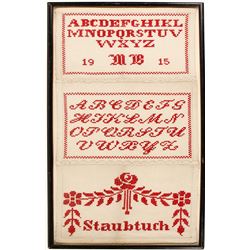 ABCDEFGHIKL
MNOPQRSTUV
WXYZ
19 MB 15
ABCDEFG
HIKLMN
OPQRSTU
VWXYZ
Staubtuch